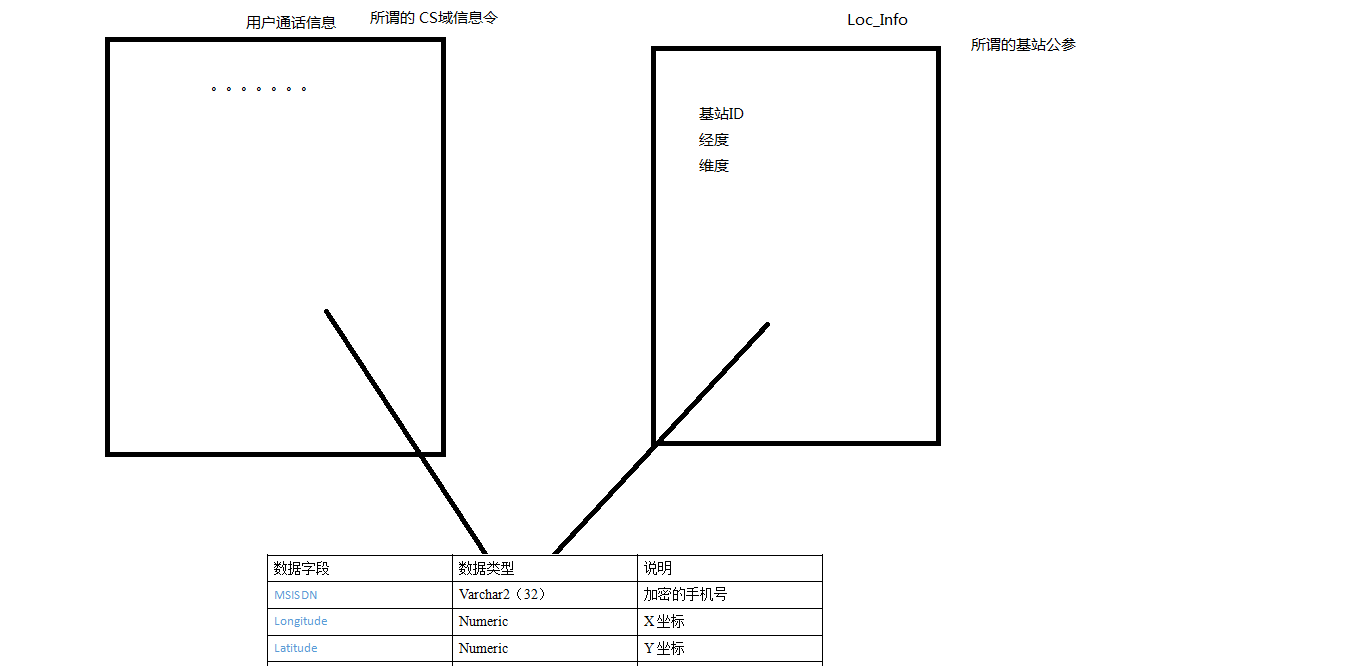 用户通话信息
所谓的 CS域信息令
Loc_Info
所谓的基站公参
。。。。。。。
基站ID
经度
维度
数据字段 数据类型 说明
MSISDN Varchar2（32） 加密的手机号
Longitude Numeric X 坐标
Latitude Numeric Y 坐标